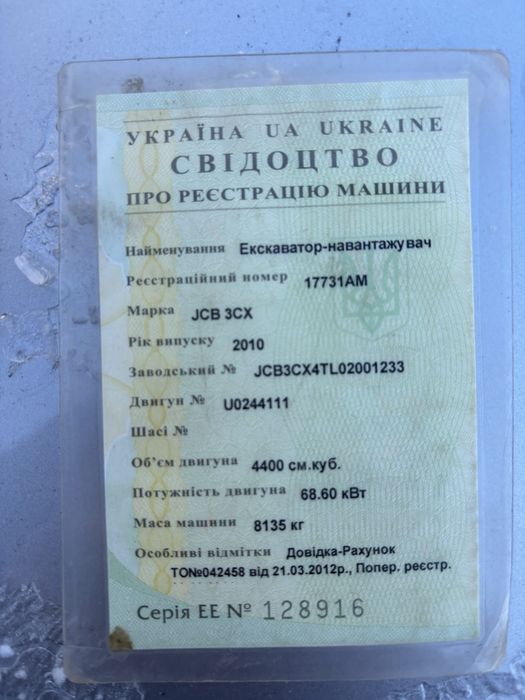 УКРАЇНА UA UKRAINE
СВІДОЦТВО
ПРО РЕЄСТРАЦІЮ МАШИНИ
Найменування Екскаватор-навантажувач
Реєстраційний номер 17731АМ
Марка JCB 3CX
Рік випуску 2010
Заводський № JCB3CX4TL02001233
Двигун № U0244111
Шасі №
Об'єм двигуна 4400 см.куб.
Потужність двигуна 68.60 кВт
Маса машини 8135 кг
Особливі відмітки Довідка-Рахунок
ТО№042458 від 21.03.2012р., Попер. реєстр.
Серія ЕЕ № 128916